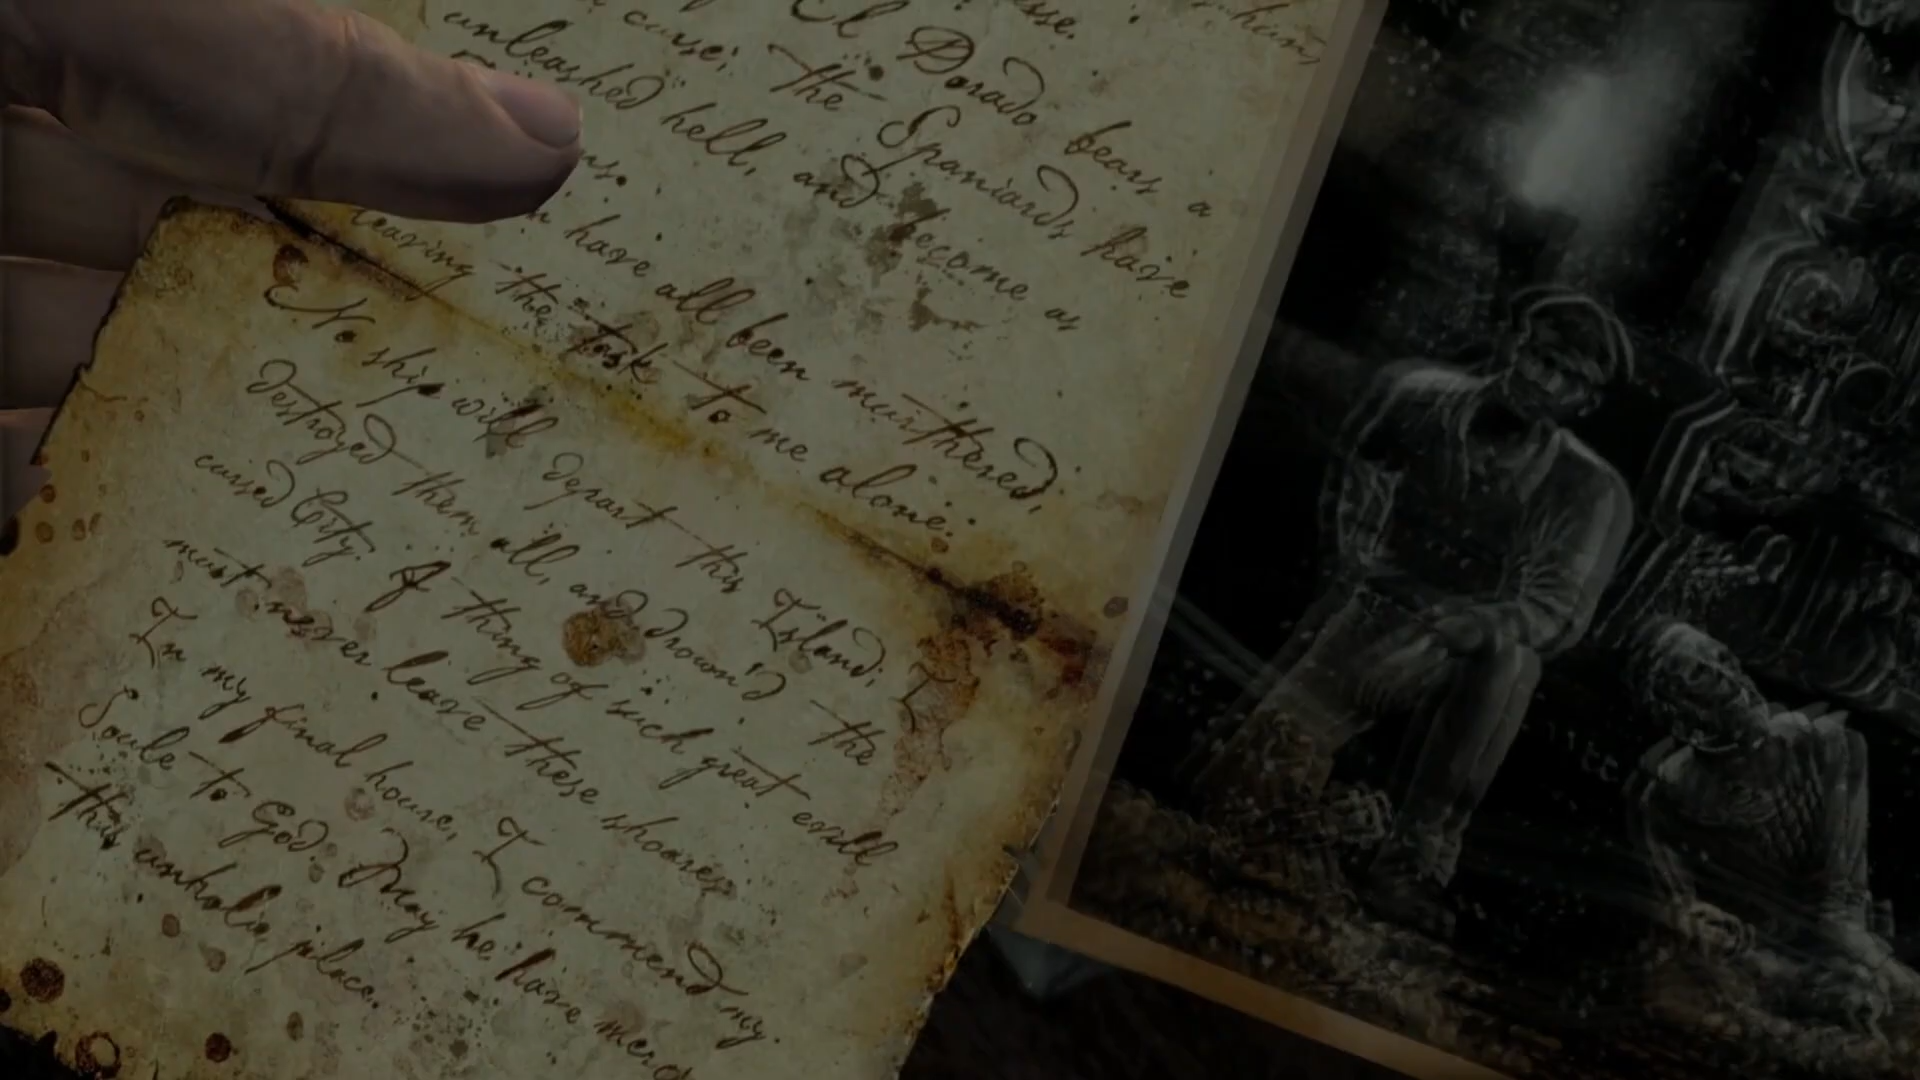 El Dorado bears a
curse; the Spaniards have
unleashed hell, and become as
have all been murthered,
leaving the task to me alone.
No ship will depart this Island; I
destroyed them all, and drown'd the
cursed City. A thing of such great evill
must never leave these shoares.
In my final houre, I commend my
Soule to God. May he have mercy
this unholy place.